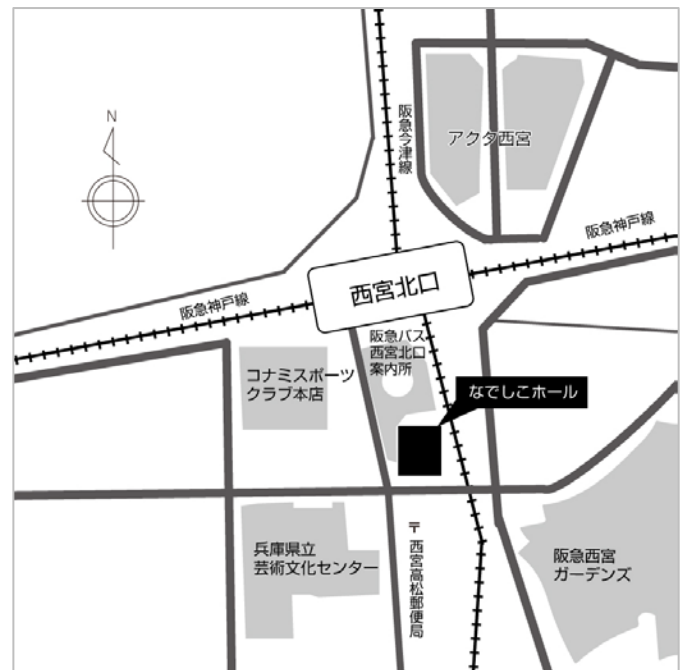 N
阪急今津線
アクタ西宮
阪急神戸線
西宮北口
阪急神戸線
阪急バス
西宮北口
案内所
コナミスポーツ
クラブ本店
なでしこホール
兵庫県立
芸術文化センター
〒西宮高松郵便局
阪急西宮
ガーデンズ